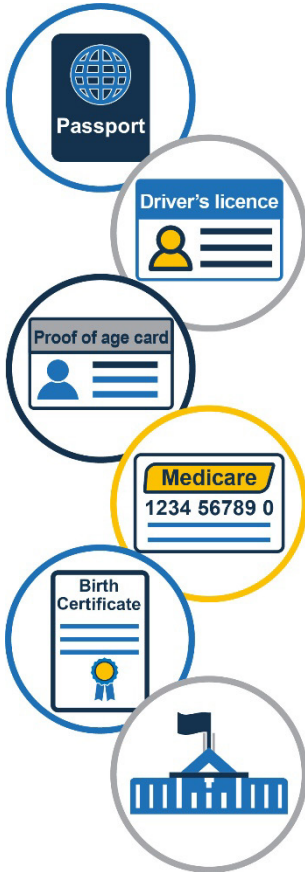 Passport
Driver's licence
Proof of age card
Medicare
1234 56789 0
Birth
Certificate